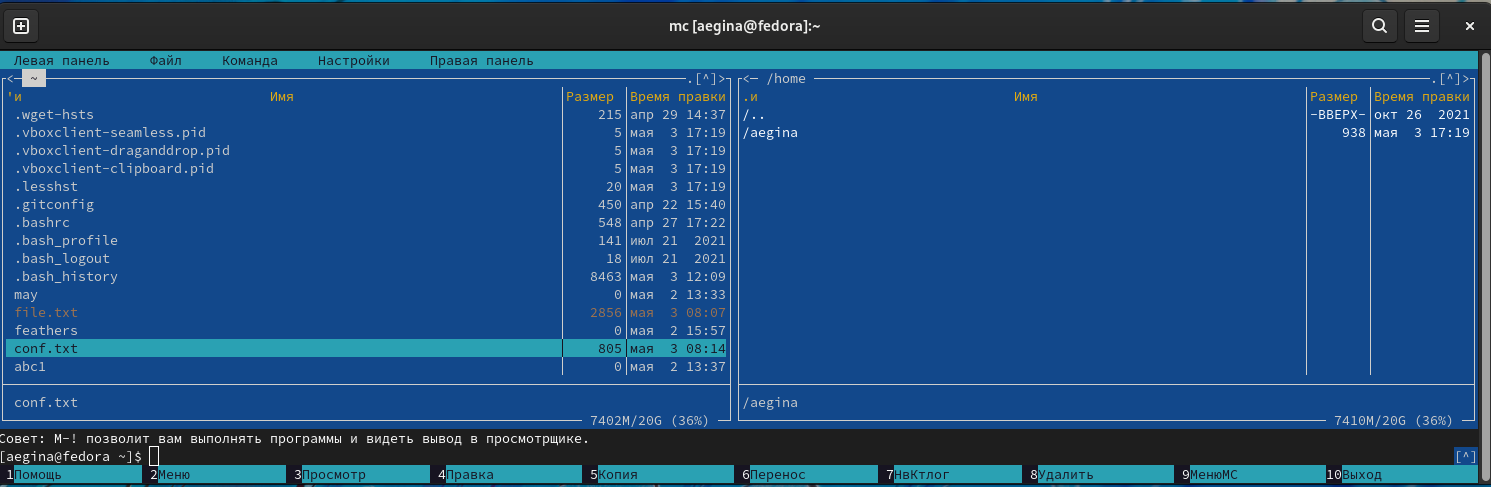 mc [aegina@fedora]:~
Левая панель Файл Команда Настройки Правая панель
<─ ~ .[^]>
'и Имя Размер Время правки
.wget-hsts 215 апр 29 14:37
.vboxclient-seamless.pid 5 мая 3 17:19
.vboxclient-draganddrop.pid 5 мая 3 17:19
.vboxclient-clipboard.pid 5 мая 3 17:19
.lesshst 20 мая 3 17:19
.gitconfig 450 апр 22 15:40
.bashrc 548 апр 27 17:22
.bash_profile 141 июл 21 2021
.bash_logout 18 июл 21 2021
.bash_history 8463 мая 3 12:09
may 0 мая 2 13:33
file.txt 2856 мая 3 08:07
feathers 0 мая 2 15:57
conf.txt 805 мая 3 08:14
abc1 0 мая 2 13:37
conf.txt
7402M/20G (36%)
<─ /home .[^]>
.и Имя Размер Время правки
/.. -ВВЕРХ- окт 26 2021
/aegina 938 мая 3 17:19
/aegina
7410M/20G (36%)
Совет: M-! позволит вам выполнять программы и видеть вывод в просмотрщике.
[aegina@fedora ~]$ [^]
1Помощь 2Меню 3Просмотр 4Правка 5Копия 6Перенос 7НвКтлог 8Удалить 9МенюMC 10Выход